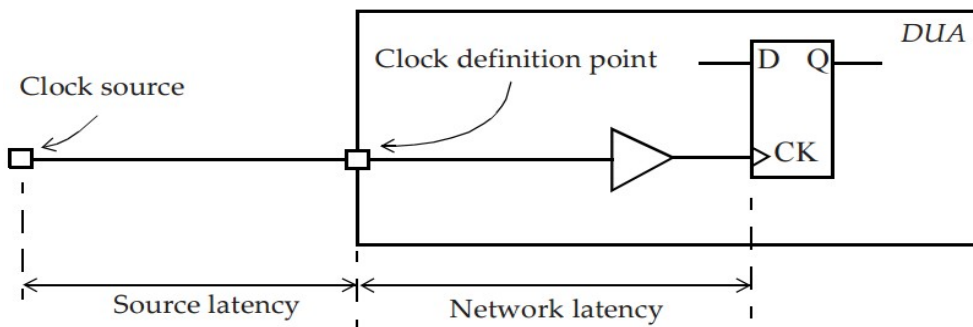 DUA
Clock definition point
D Q
Clock source
CK
Source latency
Network latency